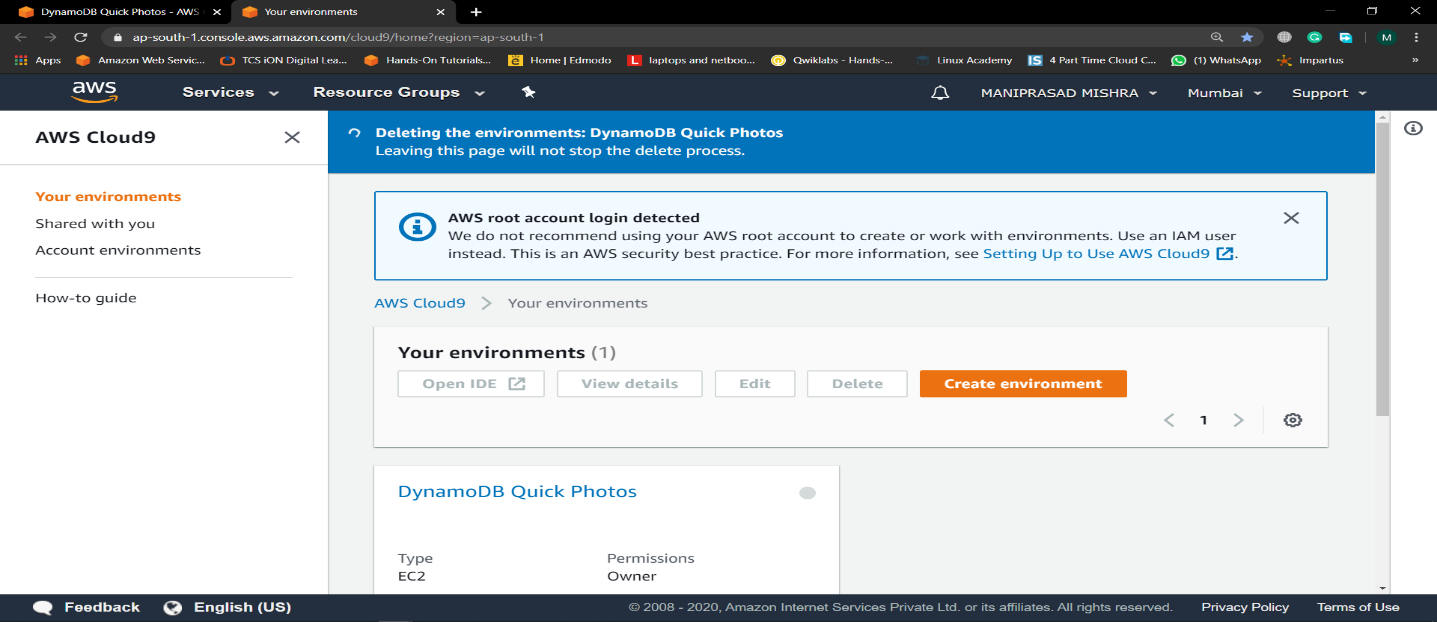 DynamoDB Quick Photos - AWS
Your environments
ap-south-1.console.aws.amazon.com/cloud9/home?region=ap-south-1
M
Apps
Amazon Web Servic...
TCS iON Digital Lea...
Hands-On Tutorials...
Home | Edmodo
L
laptops and netboo...
Qwiklabs - Hands-...
Linux Academy
IS
4 Part Time Cloud C...
(1) WhatsApp
Impartus
»
aws
Services
Resource Groups
MANIPRASAD MISHRA
Mumbai
Support
AWS Cloud9
Your environments
Shared with you
Account environments
How-to guide
Deleting the environments: DynamoDB Quick Photos
Leaving this page will not stop the delete process.
AWS root account login detected
We do not recommend using your AWS root account to create or work with environments. Use an IAM user
instead. This is an AWS security best practice. For more information, see Setting Up to Use AWS Cloud9.
AWS Cloud9 > Your environments
Your environments (1)
Open IDE
View details
Edit
Delete
Create environment
1
DynamoDB Quick Photos
Type
EC2
Permissions
Owner
Feedback
English (US)
© 2008 - 2020, Amazon Internet Services Private Ltd. or its affiliates. All rights reserved.
Privacy Policy
Terms of Use